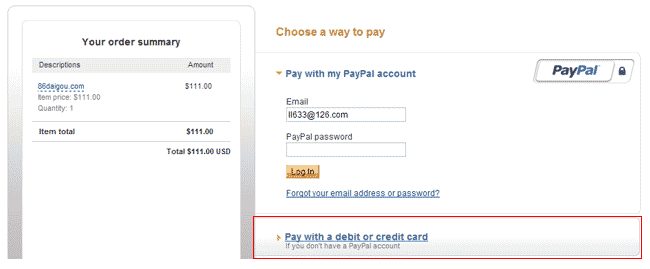 Your order summary
Descriptions Amount
86daigou.com $111.00
Item price: $111.00
Quantity: 1
Item total $111.00
Total $111.00 USD
Choose a way to pay
Pay with my PayPal account
PayPal
Email
ll633@126.com
PayPal password
Log In
Forgot your email address or password?
Pay with a debit or credit card
If you don't have a PayPal account